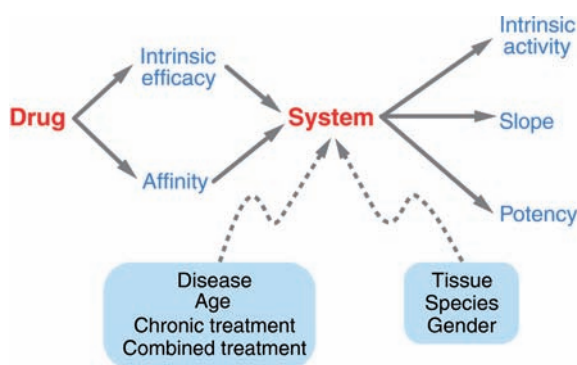 Drug
Intrinsic
efficacy
Affinity
System
Intrinsic
activity
Slope
Potency
Disease
Age
Chronic treatment
Combined treatment
Tissue
Species
Gender